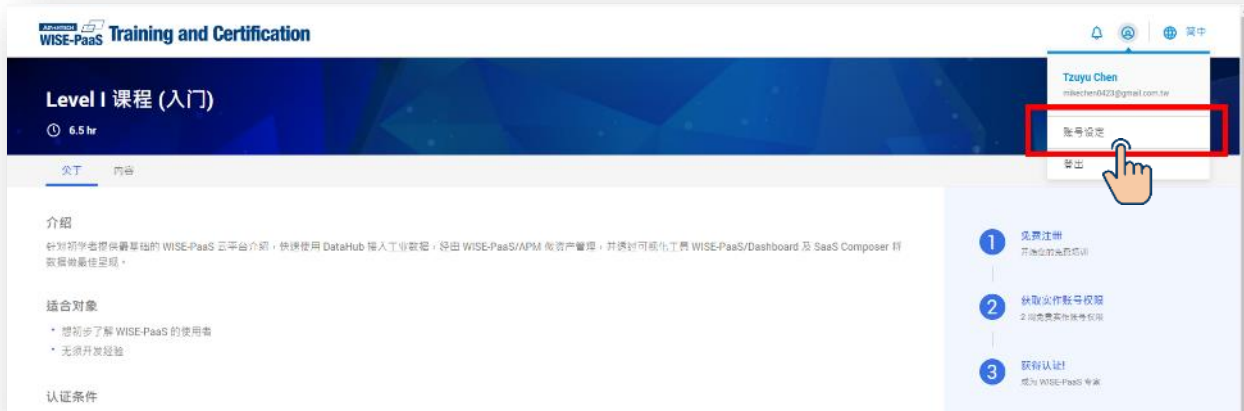 ADVANTECH
WISE-PaaS Training and Certification
简中
Tzuyu Chen
mikechen0423@gmail.com.tw
账号设定
登出
Level I 课程 (入门)
6.5 hr
关于 内容
介绍
针对初学者提供最基础的 WISE-PaaS 云平台介绍，快速使用 DataHub 接入工业数据，经由 WISE-PaaS/APM 做资产管理，并透过可视化工具 WISE-PaaS/Dashboard 及 SaaS Composer 将
数据做最佳呈现。
适合对象
• 想初步了解 WISE-PaaS 的使用者
• 无须开发经验
认证条件
1 免费注册
开始您的免费培训
2 获取实作账号权限
2 周免费实作账号权限
3 获得认证!
成为 WISE-PaaS 专家